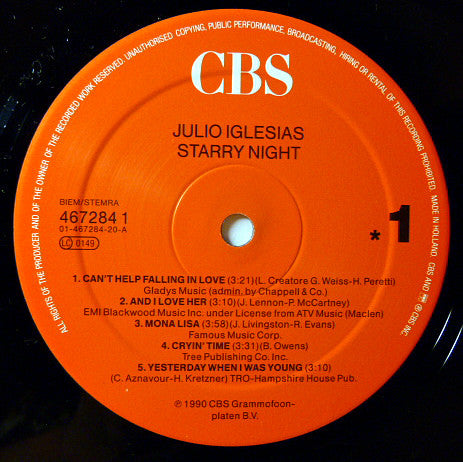 ALL RIGHTS OF THE PRODUCER AND OF THE OWNER OF THE RECORDED WORK RESERVED. UNAUTHORISED COPYING, PUBLIC PERFORMANCE, BROADCASTING, HIRING OR RENTAL OF THIS RECORDING PROHIBITED. MADE IN HOLLAND. CBS AND ® CBS INC.
CBS
JULIO IGLESIAS
STARRY NIGHT
BIEM/STEMRA
467284 1
01-467284-20-A
LC 0149
* 1
1. CAN'T HELP FALLING IN LOVE (3:21)(L. Creatore G. Weiss-H. Peretti)
Gladys Music (admin, by Chappell & Co.)
2. AND I LOVE HER (3:10)(J. Lennon-P. McCartney)
EMI Blackwood Music Inc. under License from ATV Music (Maclen)
3. MONA LISA (3:58)(J. Livingston-R. Evans)
Famous Music Corp.
4. CRYIN' TIME (3:31)(B. Owens)
Tree Publishing Co. Inc.
5. YESTERDAY WHEN I WAS YOUNG (3:10)
(C. Aznavour-H. Kretzner) TRO-Hampshire House Pub.
℗ 1990 CBS Grammofoon-
platen B.V.